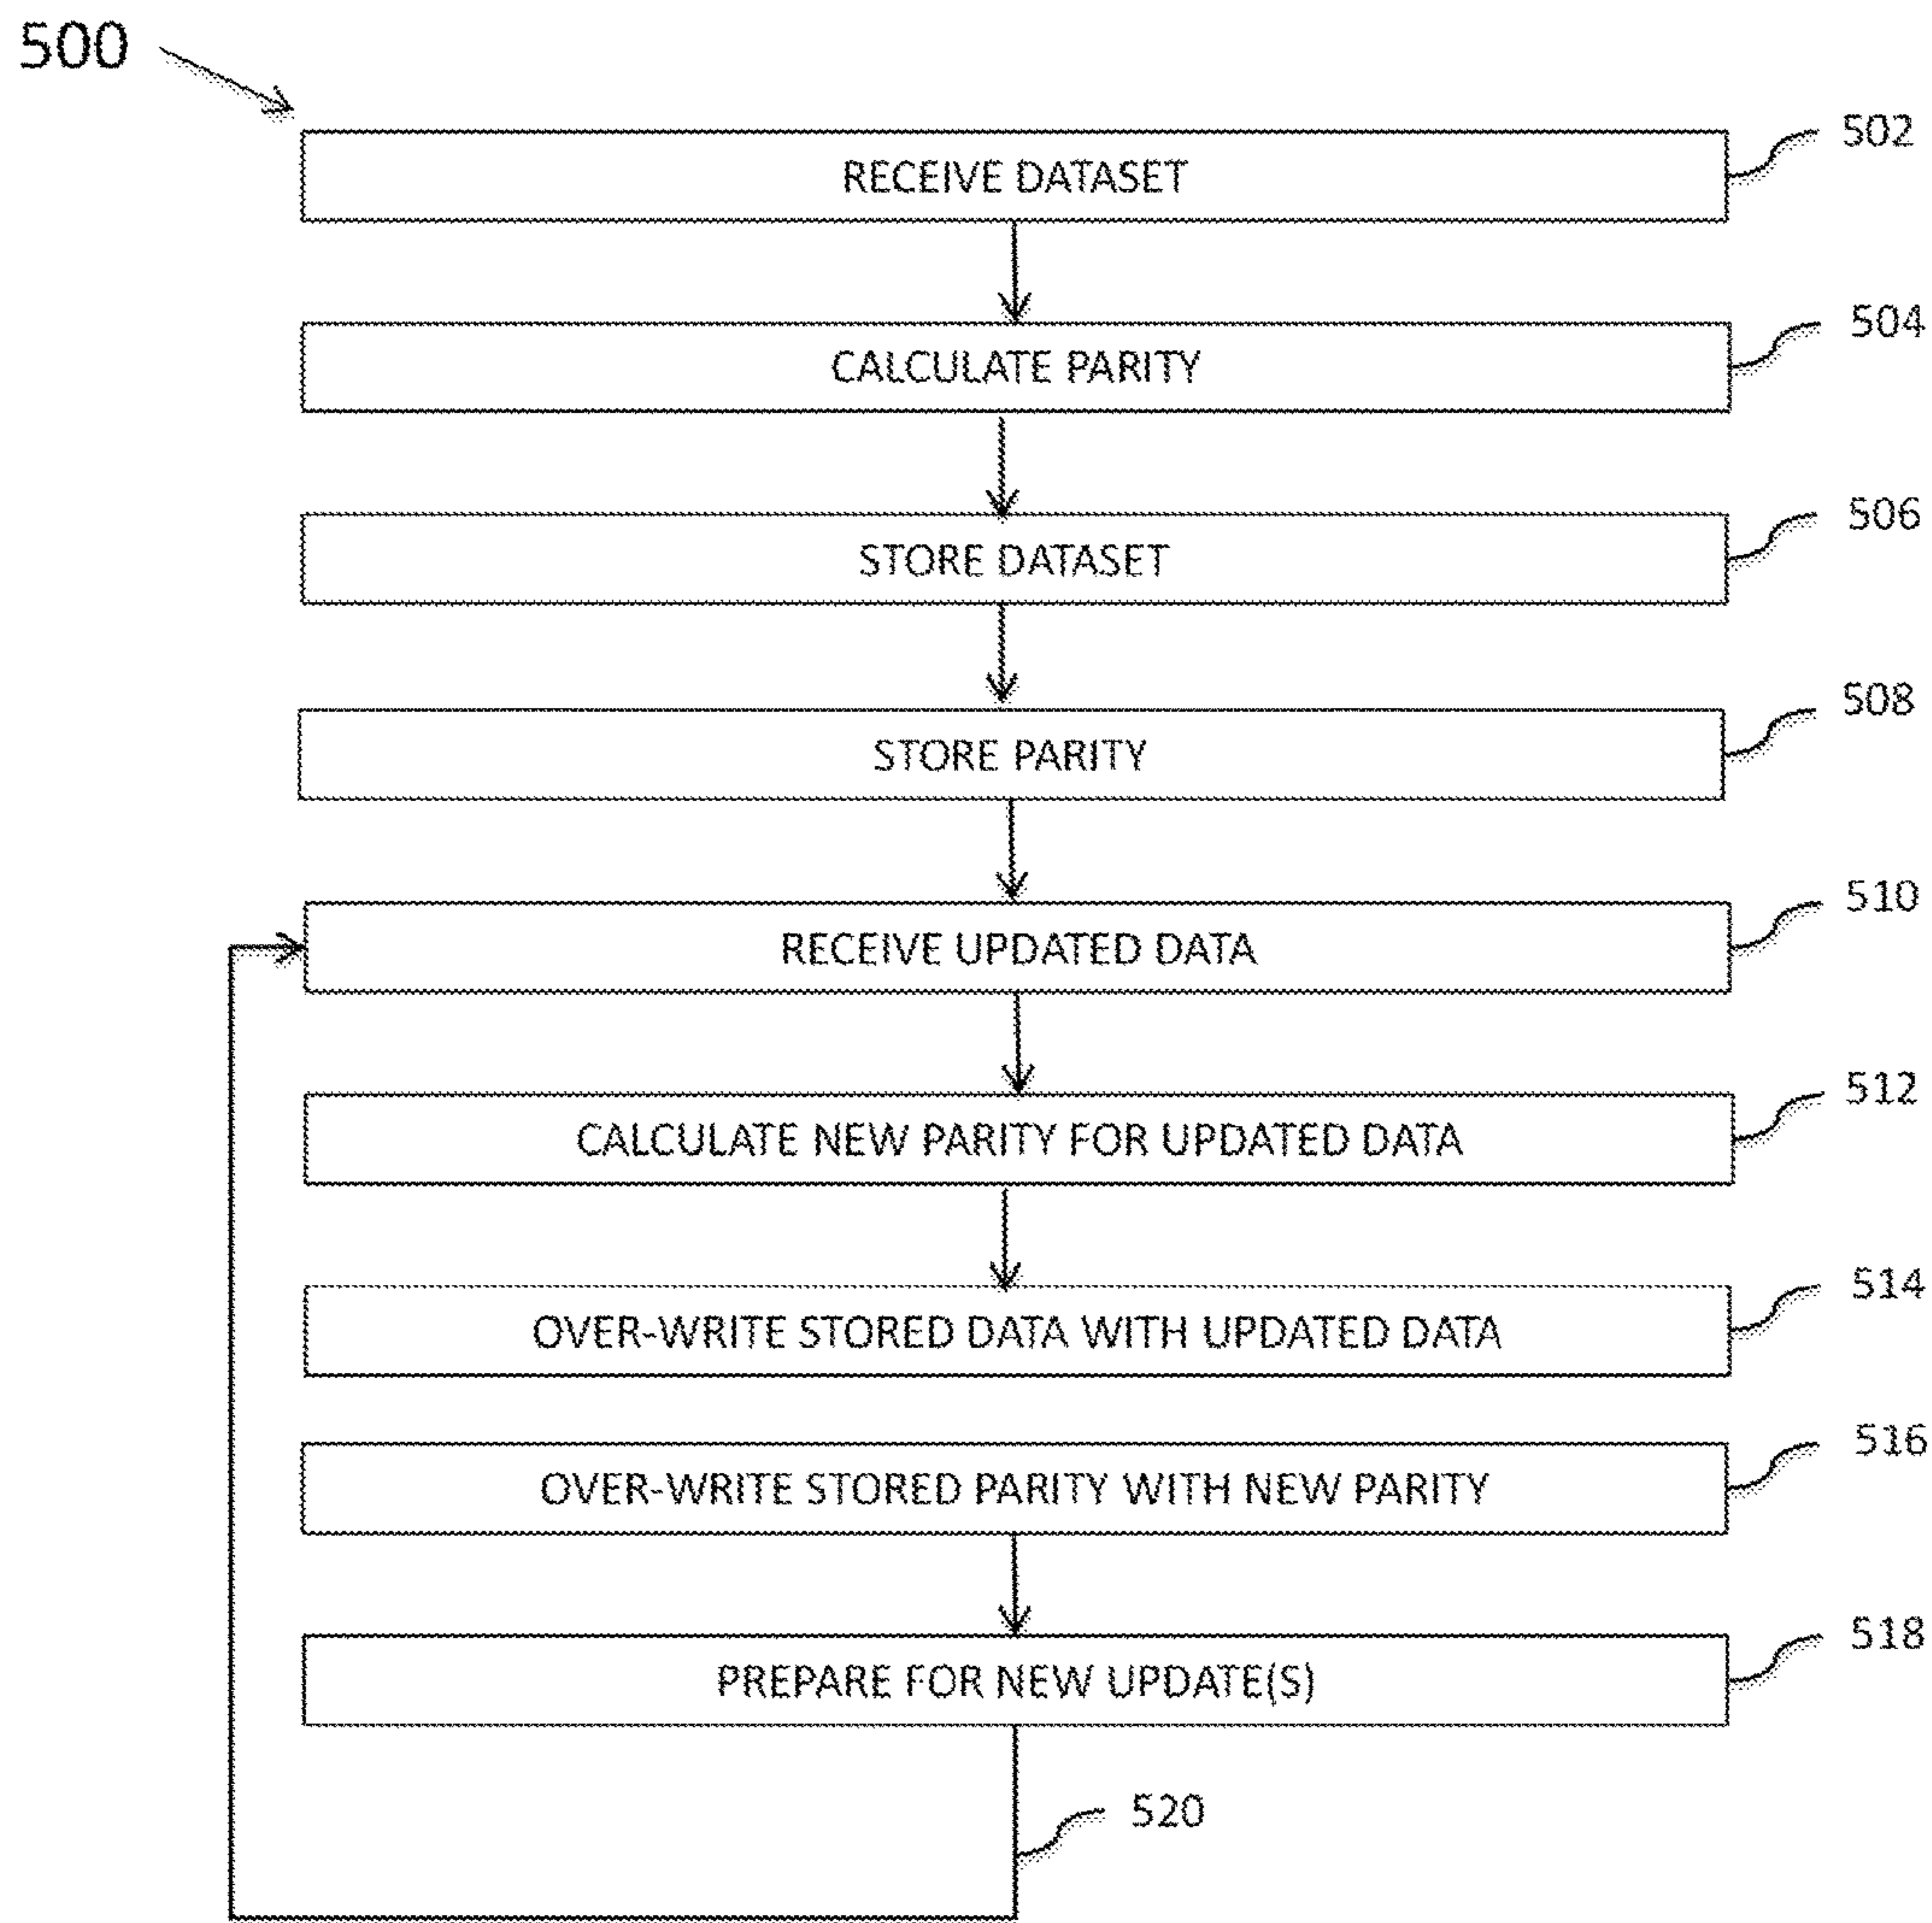 500
RECEIVE DATASET
502
CALCULATE PARITY
504
STORE DATASET
506
STORE PARITY
508
RECEIVE UPDATED DATA
510
CALCULATE NEW PARITY FOR UPDATED DATA
512
OVER-WRITE STORED DATA WITH UPDATED DATA
514
OVER-WRITE STORED PARITY WITH NEW PARITY
516
PREPARE FOR NEW UPDATE(S)
518
520